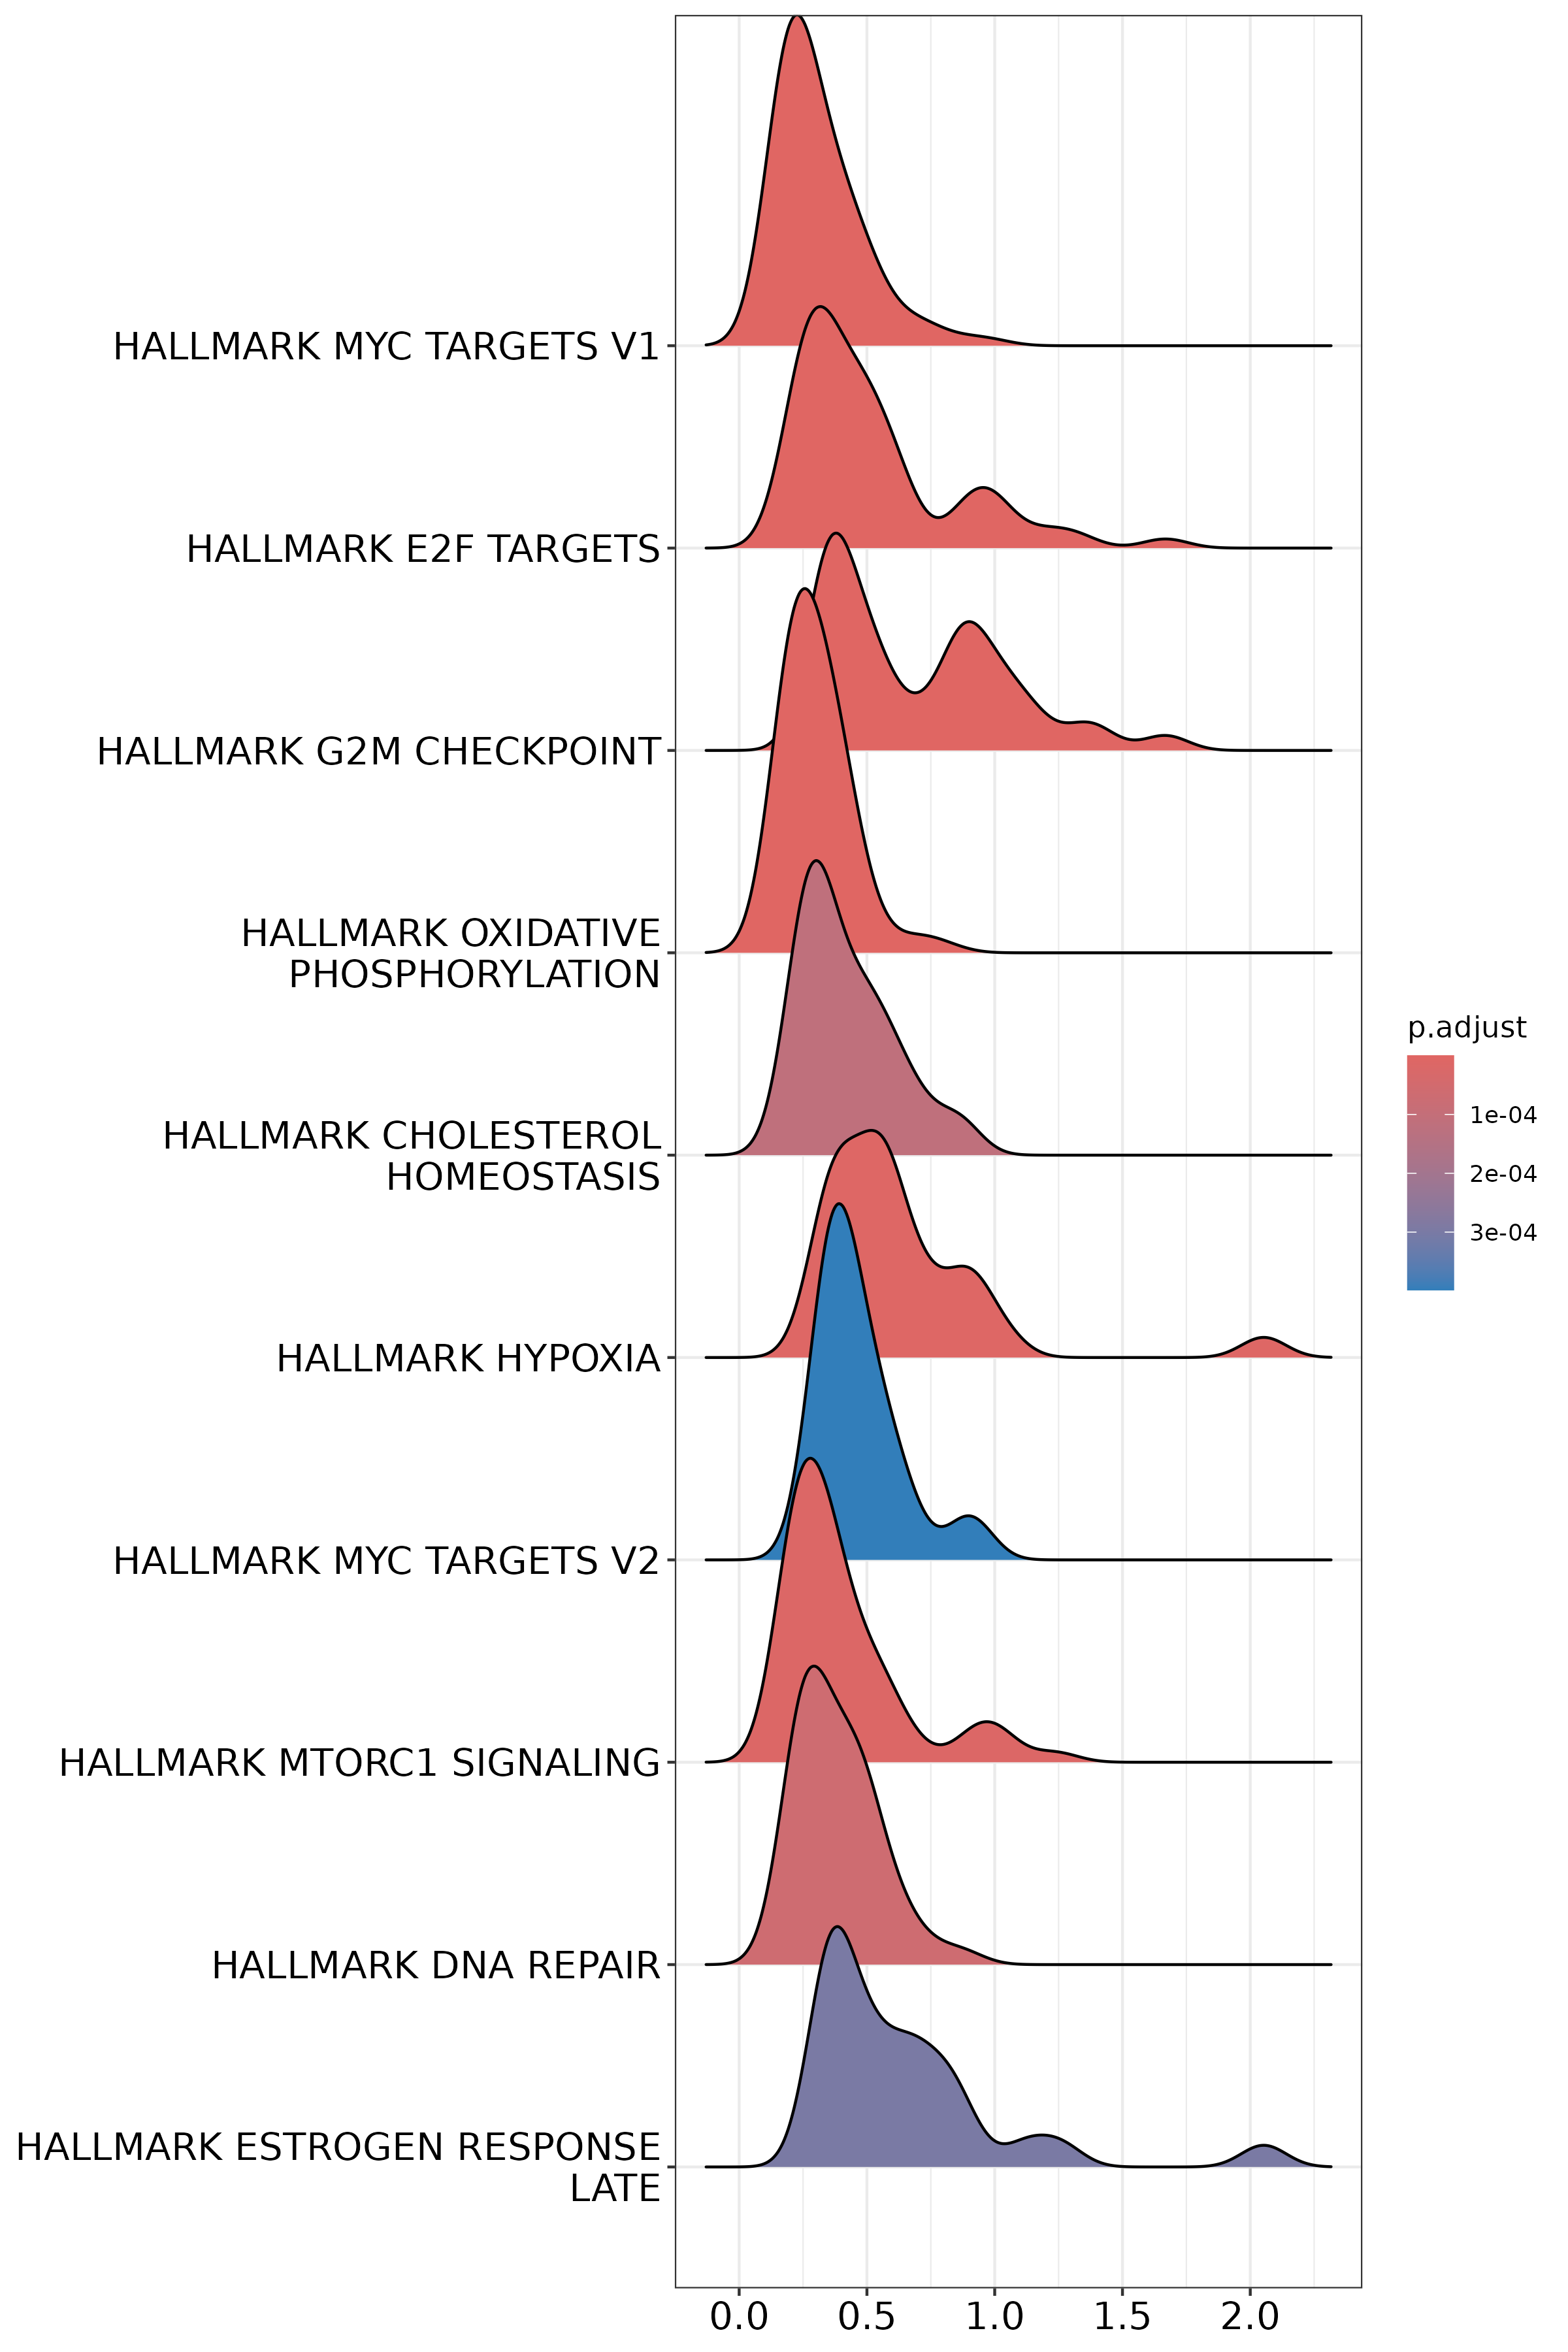 HALLMARK MYC TARGETS V1
HALLMARK E2F TARGETS
HALLMARK G2M CHECKPOINT
HALLMARK OXIDATIVE
PHOSPHORYLATION
HALLMARK CHOLESTEROL
HOMEOSTASIS
HALLMARK HYPOXIA
HALLMARK MYC TARGETS V2
HALLMARK MTORC1 SIGNALING
HALLMARK DNA REPAIR
HALLMARK ESTROGEN RESPONSE
LATE
0.0 0.5 1.0 1.5 2.0
p.adjust
1e-04
2e-04
3e-04